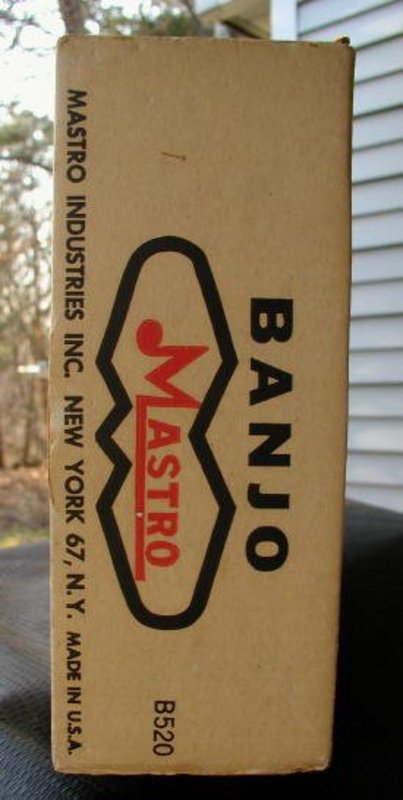 BANJO
MASTRO
B520
MASTRO INDUSTRIES INC. NEW YORK 67, N.Y. MADE IN U.S.A.